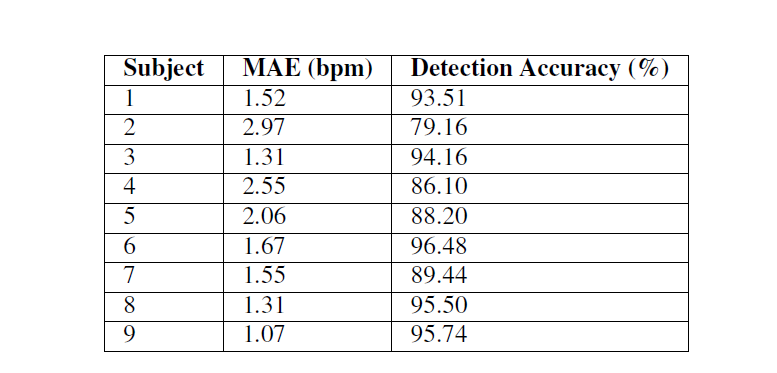 Subject MAE (bpm) Detection Accuracy (%)
1 1.52 93.51
2 2.97 79.16
3 1.31 94.16
4 2.55 86.10
5 2.06 88.20
6 1.67 96.48
7 1.55 89.44
8 1.31 95.50
9 1.07 95.74